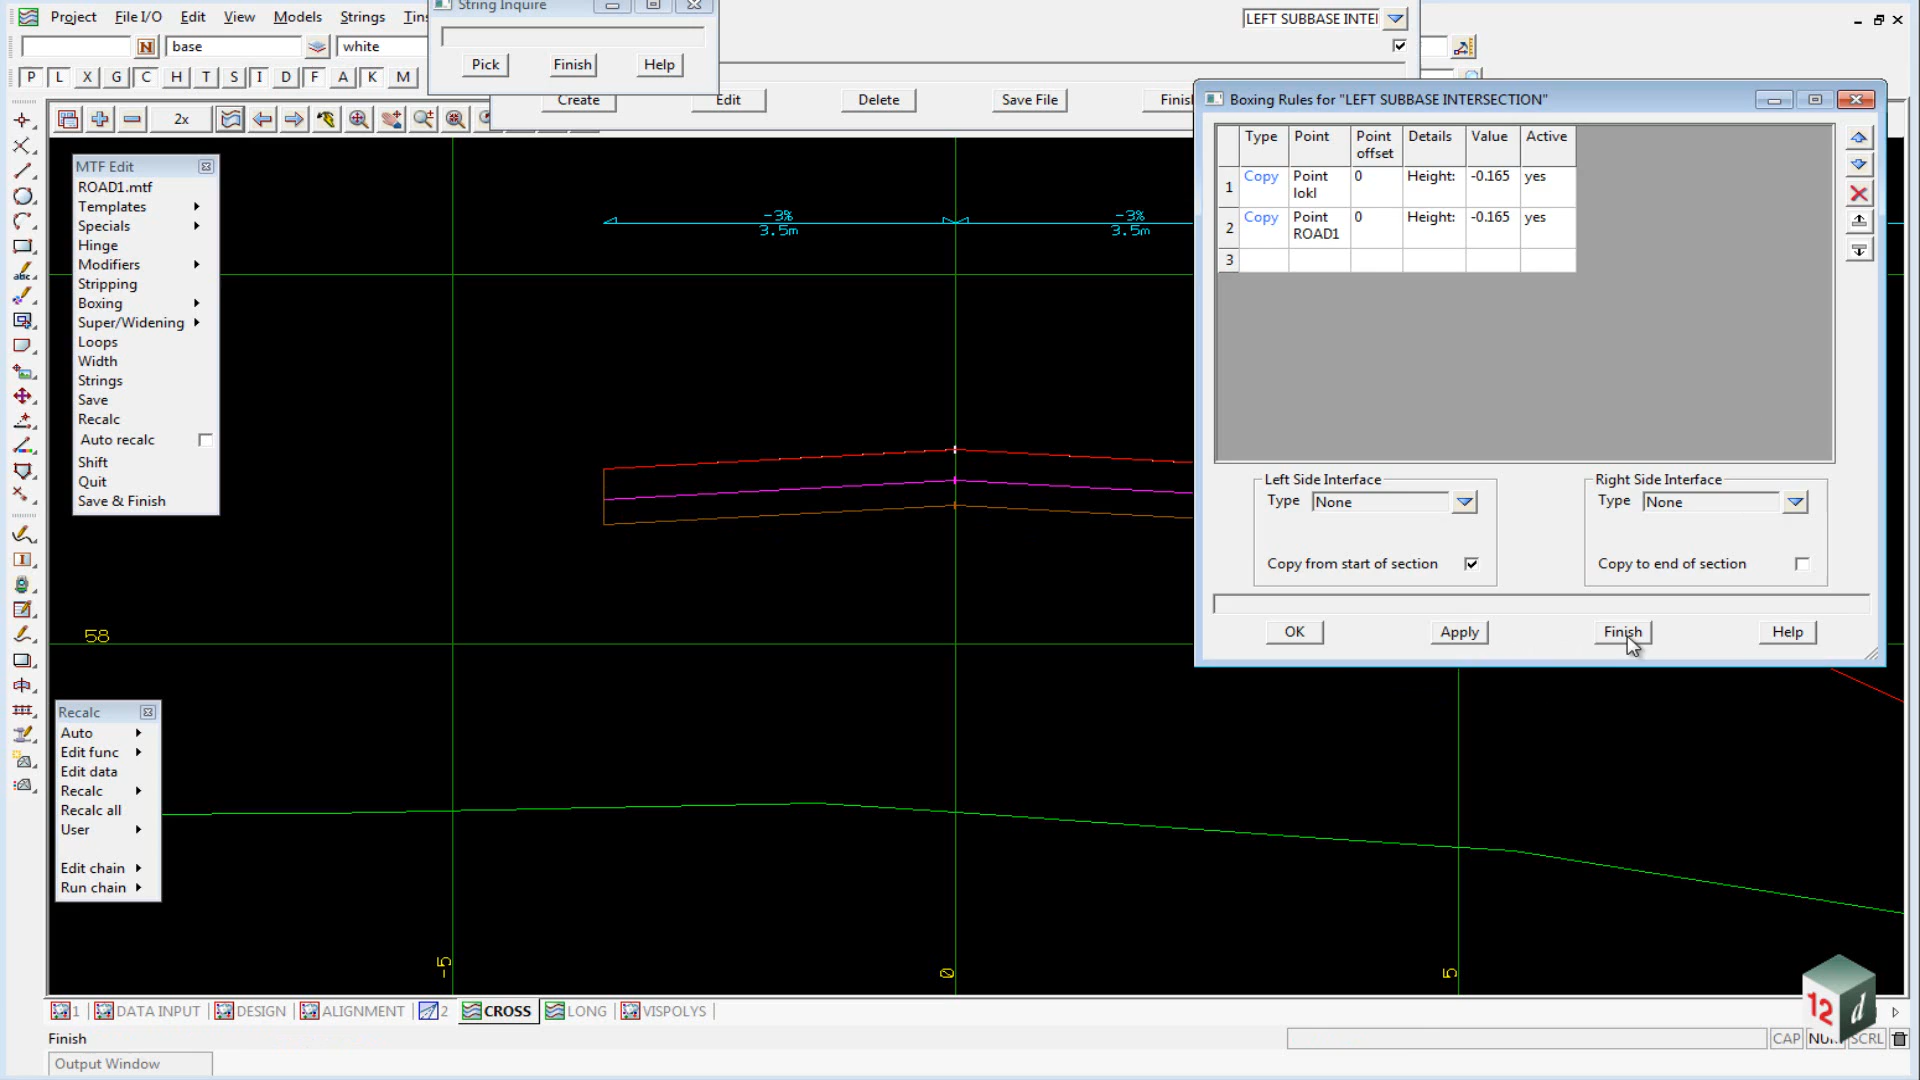 Project File I/O Edit View Models Strings Tins
String Inquire
LEFT SUBBASE INTE
N base white
Pick Finish Help
P L X G C H T S I D F A K M
Create Edit Delete Save File Finish
2x
Boxing Rules for "LEFT SUBBASE INTERSECTION"
Type Point Point offset Details Value Active
1 Copy Point lokl 0 Height: -0.165 yes
2 Copy Point ROAD1 0 Height: -0.165 yes
3
Left Side Interface
Type None
Copy from start of section
Right Side Interface
Type None
Copy to end of section
OK Apply Finish Help
MTF Edit
ROAD1.mtf
Templates
Specials
Hinge
Modifiers
Stripping
Boxing
Super/Widening
Loops
Width
Strings
Save
Recalc
Auto recalc
Shift
Quit
Save & Finish
-3%
3.5m
-3%
3.5m
58
Recalc
Auto
Edit func
Edit data
Recalc
Recalc all
User
Edit chain
Run chain
-5 0 5
1 DATA INPUT DESIGN ALIGNMENT 2 CROSS LONG VISPOLYS
12 d
Finish
CAP NUM SCRL
Output Window